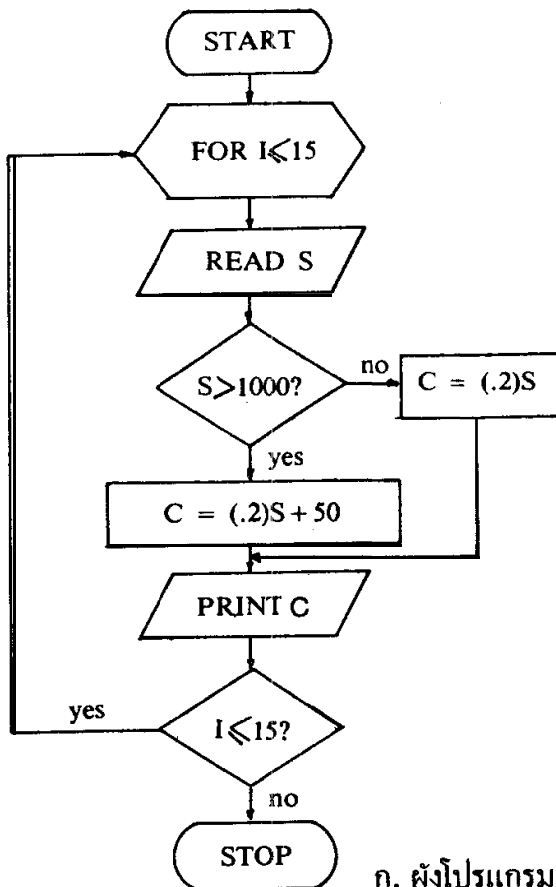 START
FOR I⩽15
READ S
S>1000?
no
C = (.2)S
yes
C = (.2)S + 50
PRINT C
yes
I⩽15?
no
STOP
ก. ผังโปรแกรม